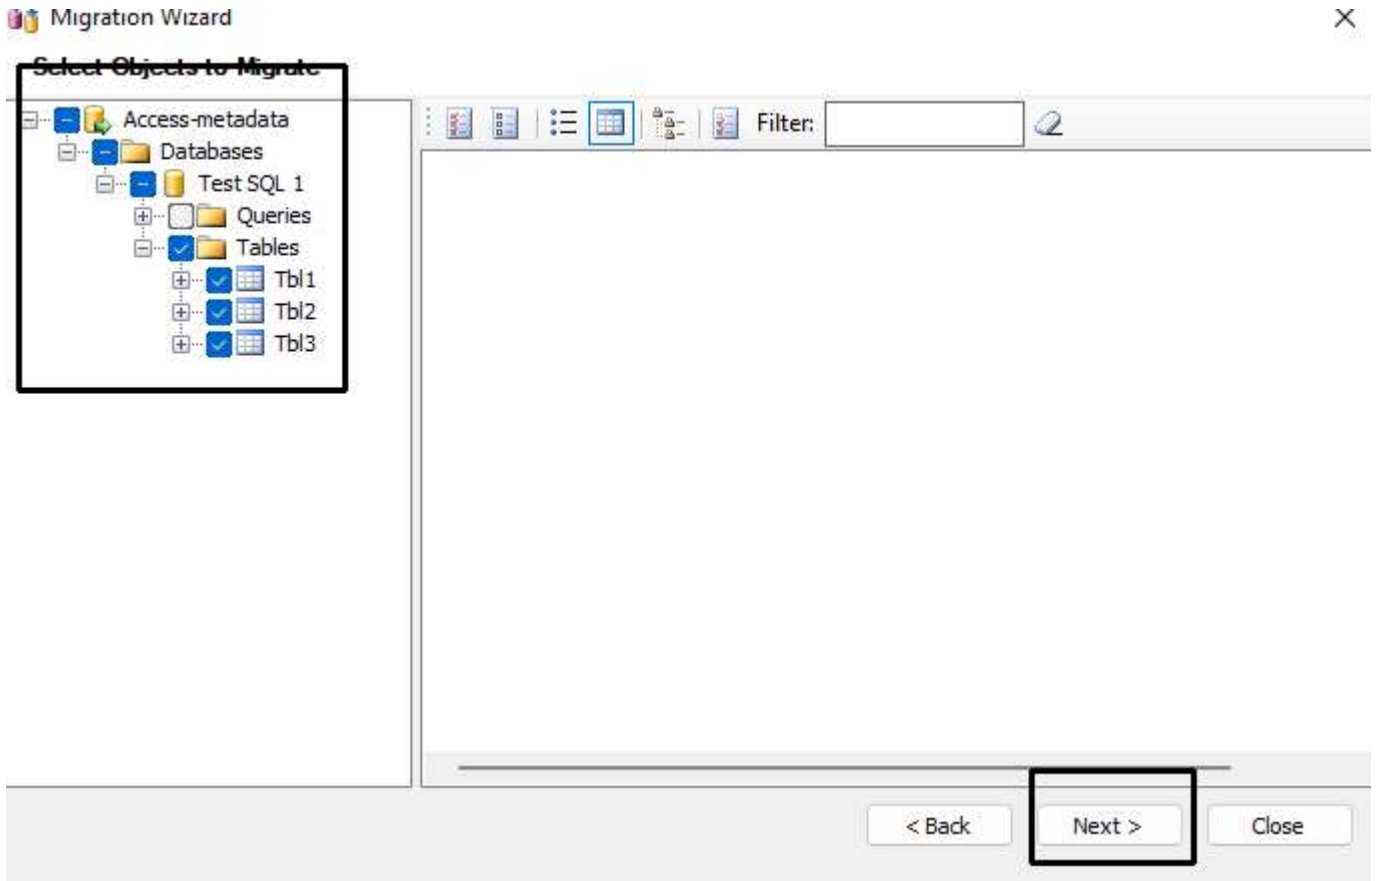 Migration Wizard
Select Objects to Migrate
Access-metadata
Databases
Test SQL 1
Queries
Tables
Tbl1
Tbl2
Tbl3
Filter:
< Back Next > Close